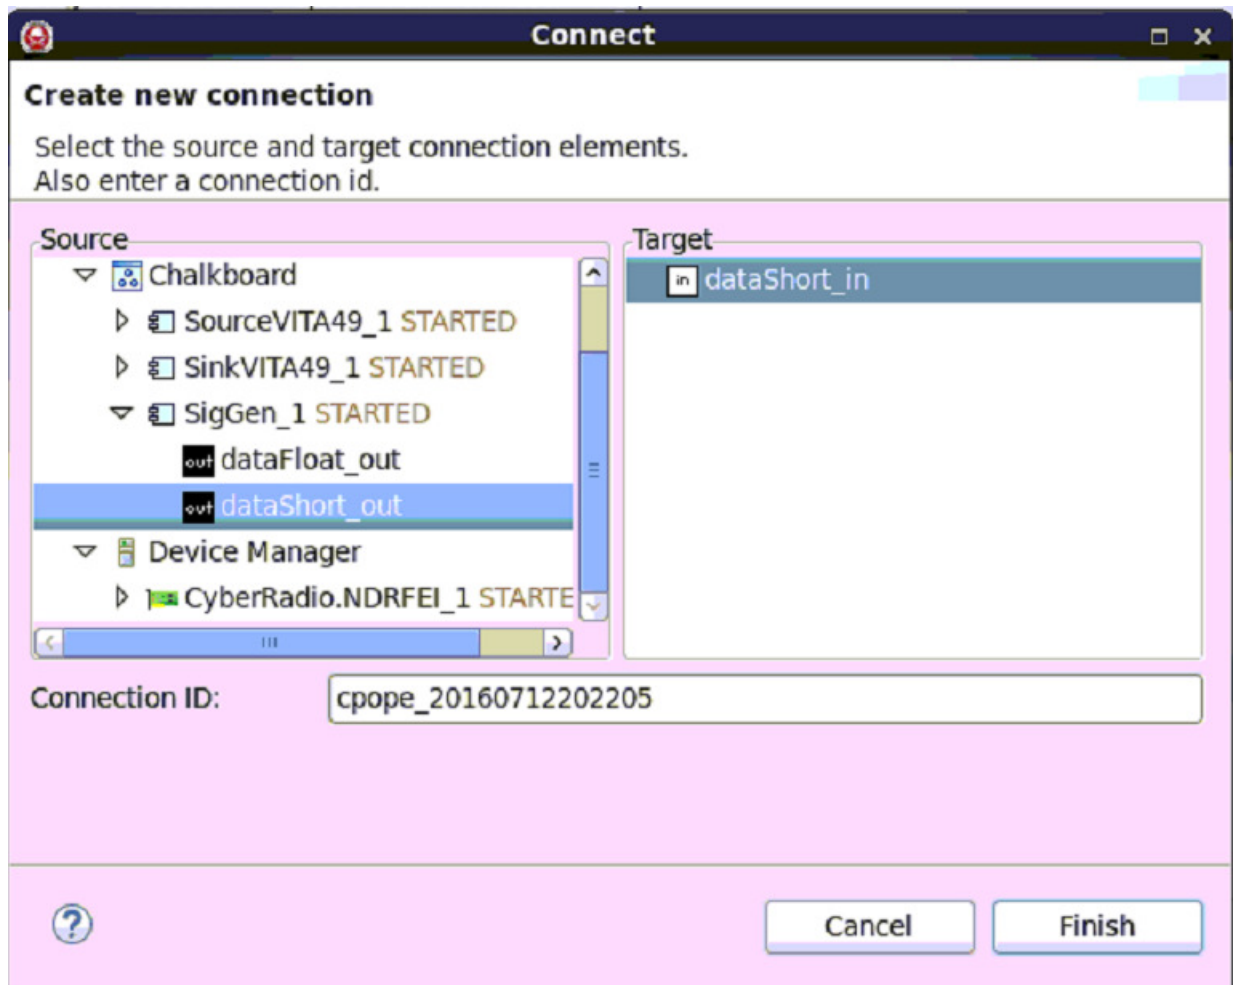 Connect
Create new connection
Select the source and target connection elements.
Also enter a connection id.
Source
Chalkboard
SourceVITA49_1 STARTED
SinkVITA49_1 STARTED
SigGen_1 STARTED
out dataFloat_out
out dataShort_out
Device Manager
CyberRadio.NDRFEI_1 STARTE
Target
in dataShort_in
Connection ID: cpope_20160712202205
? Cancel Finish